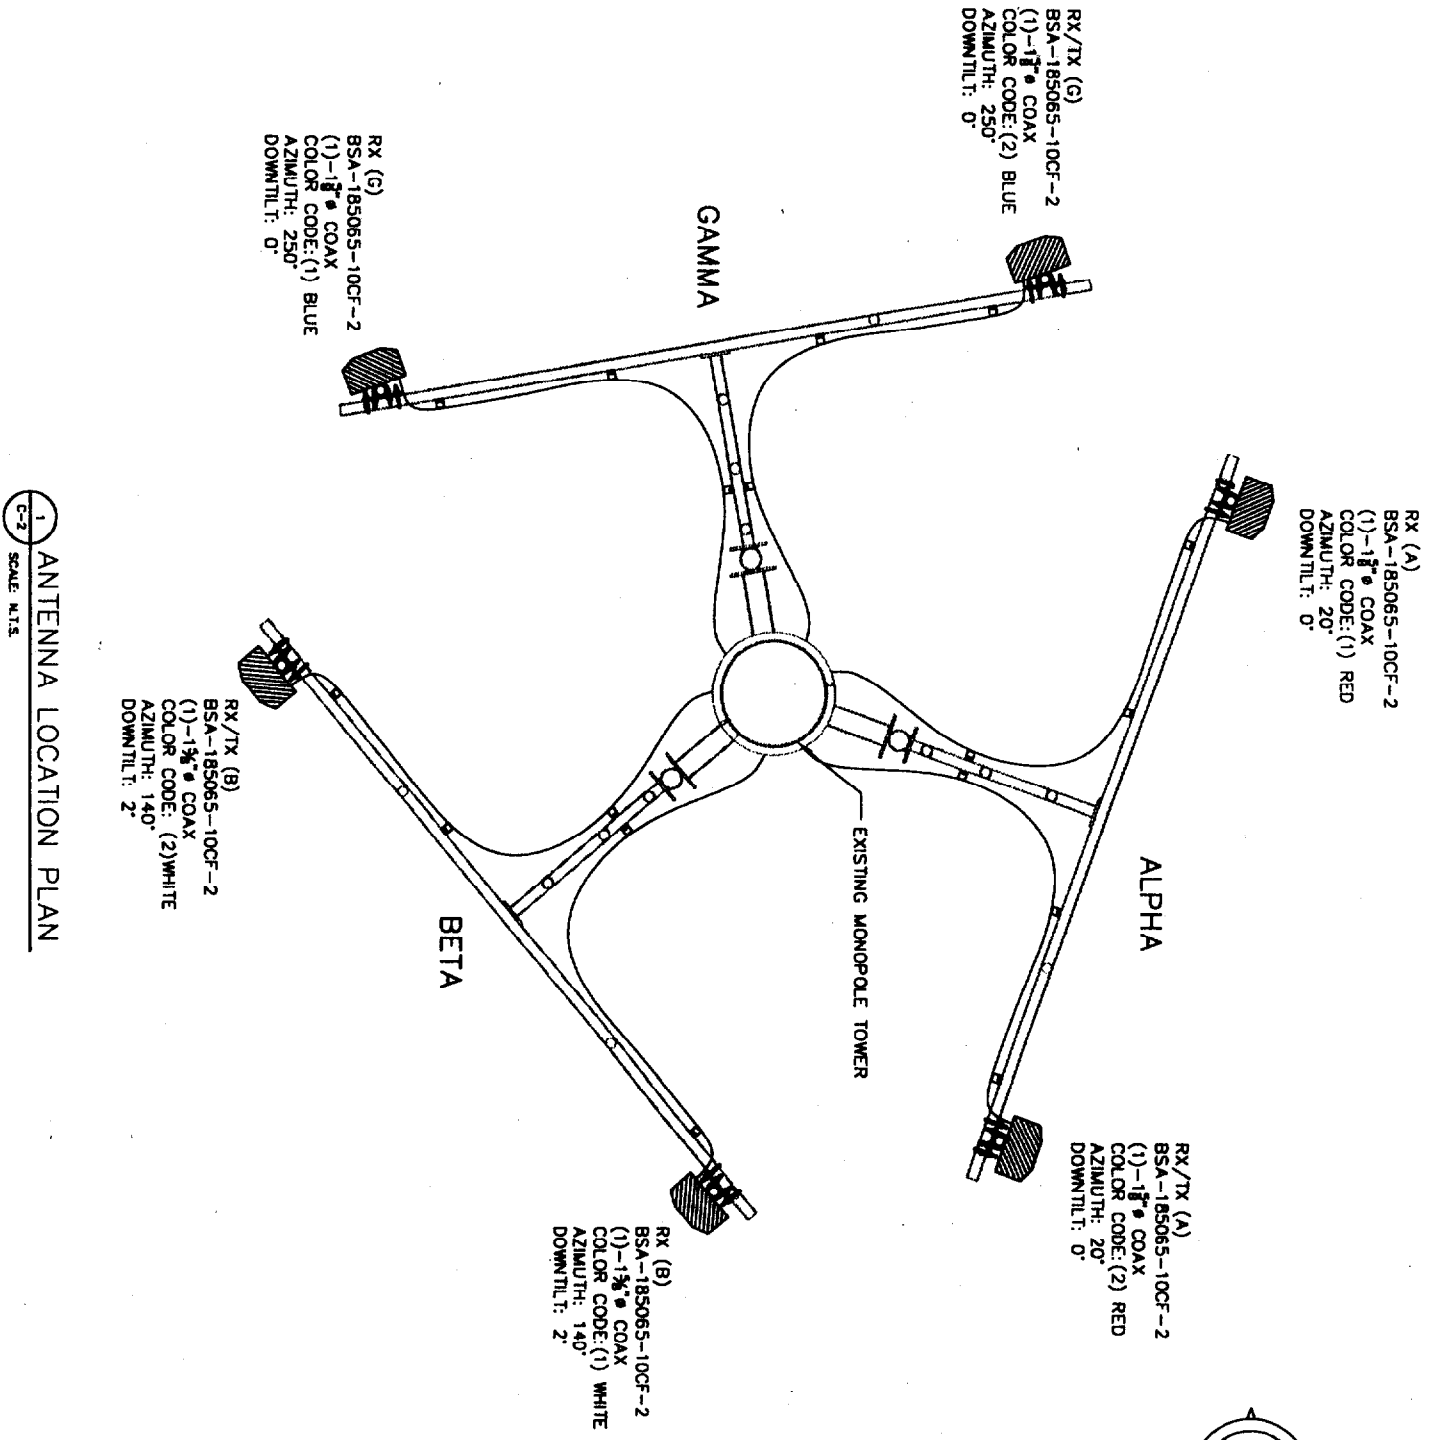 RX (A)
BSA-185065-10CF-2
(1)-1⅝"ø COAX
COLOR CODE:(1) RED
AZIMUTH: 20°
DOWNTILT: 0°
RX/TX (G)
BSA-185065-10CF-2
(1)-1⅝"ø COAX
COLOR CODE:(2) BLUE
AZIMUTH: 250°
DOWNTILT: 0°
ALPHA
RX/TX (A)
BSA-185065-10CF-2
(1)-1⅝"ø COAX
COLOR CODE:(2) RED
AZIMUTH: 20°
DOWNTILT: 0°
GAMMA
EXISTING MONOPOLE TOWER
RX (G)
BSA-185065-10CF-2
(1)-1⅝"ø COAX
COLOR CODE:(1) BLUE
AZIMUTH: 250°
DOWNTILT: 0°
BETA
RX (B)
BSA-185065-10CF-2
(1)-1⅝"ø COAX
COLOR CODE:(1) WHITE
AZIMUTH: 140°
DOWNTILT: 2°
RX/TX (B)
BSA-185065-10CF-2
(1)-1⅝"ø COAX
COLOR CODE: (2)WHITE
AZIMUTH: 140°
DOWNTILT: 2°
1
C-2
ANTENNA LOCATION PLAN
SCALE: N.T.S.